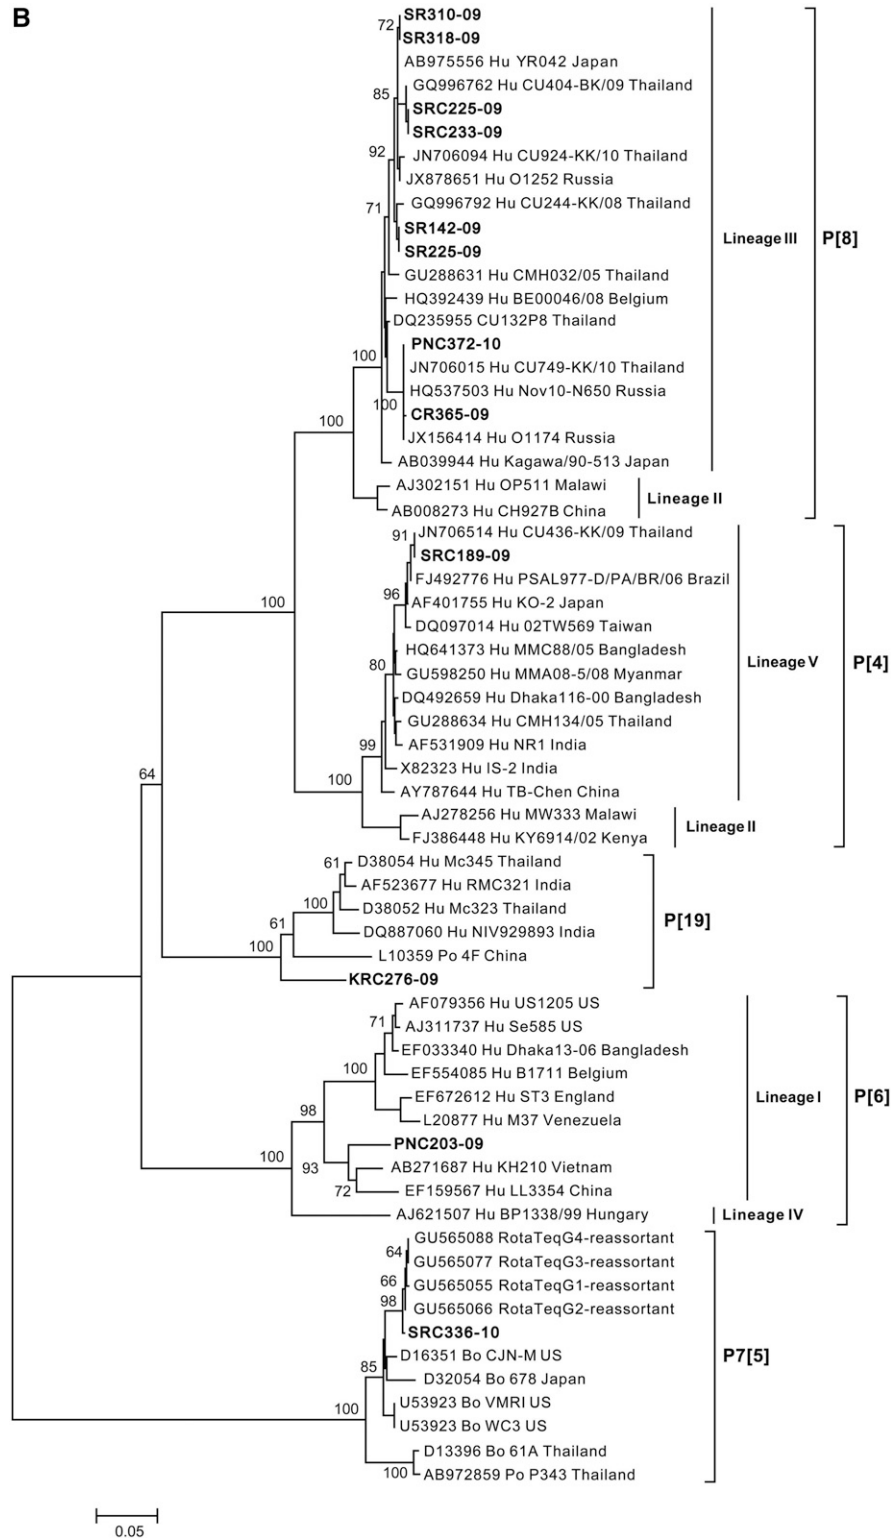 B
SR310-09
72
SR318-09
AB975556 Hu YR042 Japan
GQ996762 Hu CU404-BK/09 Thailand
85
SRC225-09
SRC233-09
92
JN706094 Hu CU924-KK/10 Thailand
JX878651 Hu O1252 Russia
GQ996792 Hu CU244-KK/08 Thailand
71
SR142-09
Lineage III
P[8]
SR225-09
GU288631 Hu CMH032/05 Thailand
HQ392439 Hu BE00046/08 Belgium
DQ235955 CU132P8 Thailand
PNC372-10
100
JN706015 Hu CU749-KK/10 Thailand
HQ537503 Hu Nov10-N650 Russia
100
CR365-09
100
JX156414 Hu O1174 Russia
AB039944 Hu Kagawa/90-513 Japan
AJ302151 Hu OP511 Malawi
Lineage II
AB008273 Hu CH927B China
JN706514 Hu CU436-KK/09 Thailand
91
SRC189-09
FJ492776 Hu PSAL977-D/PA/BR/06 Brazil
96
AF401755 Hu KO-2 Japan
100
DQ097014 Hu 02TW569 Taiwan
HQ641373 Hu MMC88/05 Bangladesh
80
Lineage V
P[4]
GU598250 Hu MMA08-5/08 Myanmar
DQ492659 Hu Dhaka116-00 Bangladesh
GU288634 Hu CMH134/05 Thailand
99
AF531909 Hu NR1 India
X82323 Hu IS-2 India
64
100
AY787644 Hu TB-Chen China
AJ278256 Hu MW333 Malawi
Lineage II
FJ386448 Hu KY6914/02 Kenya
61
D38054 Hu Mc345 Thailand
AF523677 Hu RMC321 India
100
D38052 Hu Mc323 Thailand
P[19]
61
DQ887060 Hu NIV929893 India
100
L10359 Po 4F China
KRC276-09
AF079356 Hu US1205 US
71
AJ311737 Hu Se585 US
EF033340 Hu Dhaka13-06 Bangladesh
100
EF554085 Hu B1711 Belgium
EF672612 Hu ST3 England
Lineage I
P[6]
98
L20877 Hu M37 Venezuela
PNC203-09
100
93
AB271687 Hu KH210 Vietnam
72
EF159567 Hu LL3354 China
AJ621507 Hu BP1338/99 Hungary
Lineage IV
GU565088 RotaTeqG4-reassortant
64
GU565077 RotaTeqG3-reassortant
66
GU565055 RotaTeqG1-reassortant
98
GU565066 RotaTeqG2-reassortant
SRC336-10
P7[5]
85
D16351 Bo CJN-M US
D32054 Bo 678 Japan
100
U53923 Bo VMRI US
U53923 Bo WC3 US
D13396 Bo 61A Thailand
100
AB972859 Po P343 Thailand
0.05